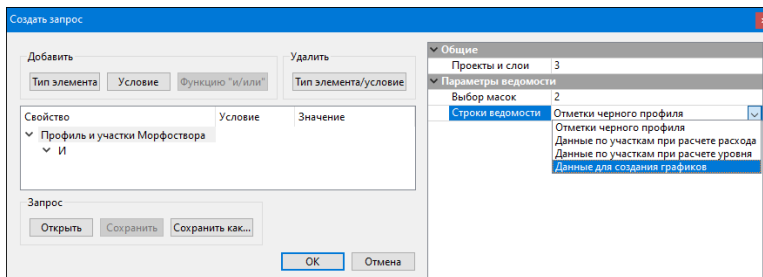 Создать запрос
Добавить
Удалить
Тип элемента
Условие
Функцию "и/или"
Тип элемента/условие
Свойство
Условие
Значение
Профиль и участки Морфоствора
И
Запрос
Открыть
Сохранить
Сохранить как...
OK
Отмена
Общие
Проекты и слои 3
Параметры ведомости
Выбор масок 2
Строки ведомости Отметки черного профиля
Отметки черного профиля
Данные по участкам при расчете расхода
Данные по участкам при расчете уровня
Данные для создания графиков